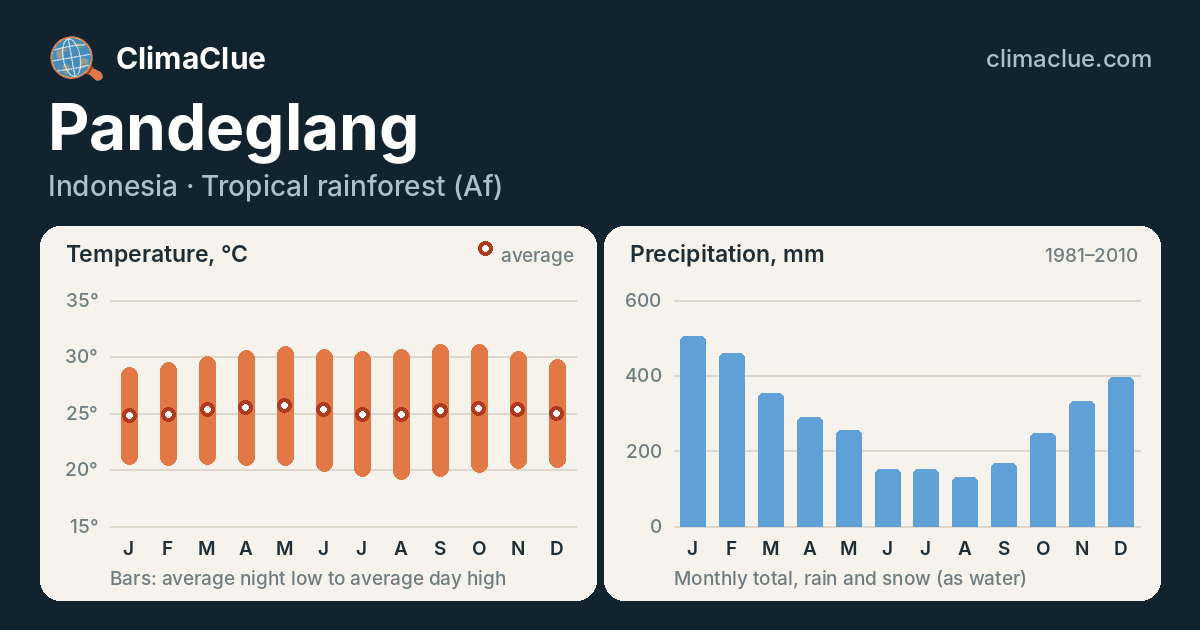 ClimaClue
climaclue.com
Pandeglang
Indonesia · Tropical rainforest (Af)
Temperature, °C
average
35°
30°
25°
20°
15°
J F M A M J J A S O N D
Bars: average night low to average day high
Precipitation, mm
1981–2010
600
400
200
0
J F M A M J J A S O N D
Monthly total, rain and snow (as water)